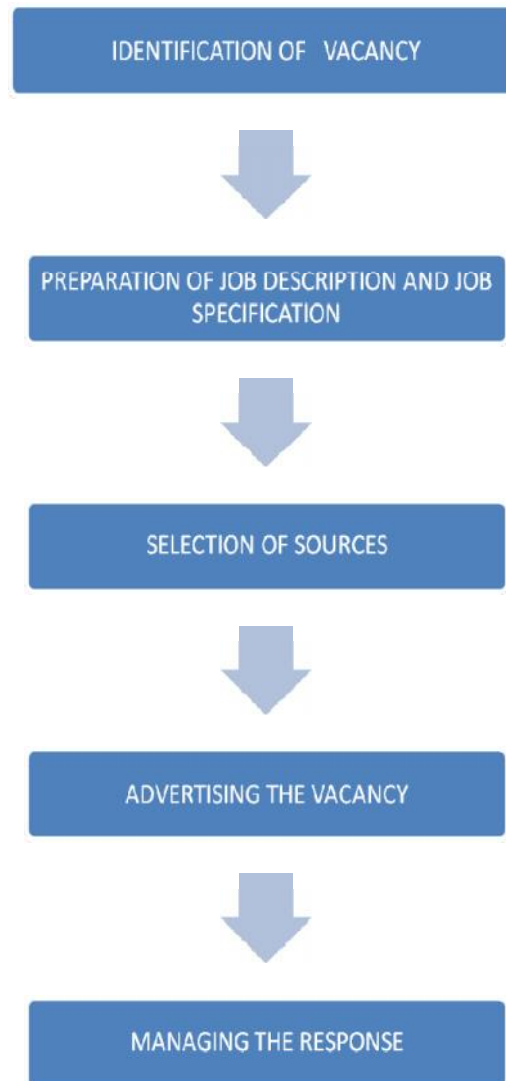 IDENTIFICATION OF VACANCY
PREPARATION OF JOB DESCRIPTION AND JOB
SPECIFICATION
SELECTION OF SOURCES
ADVERTISING THE VACANCY
MANAGING THE RESPONSE